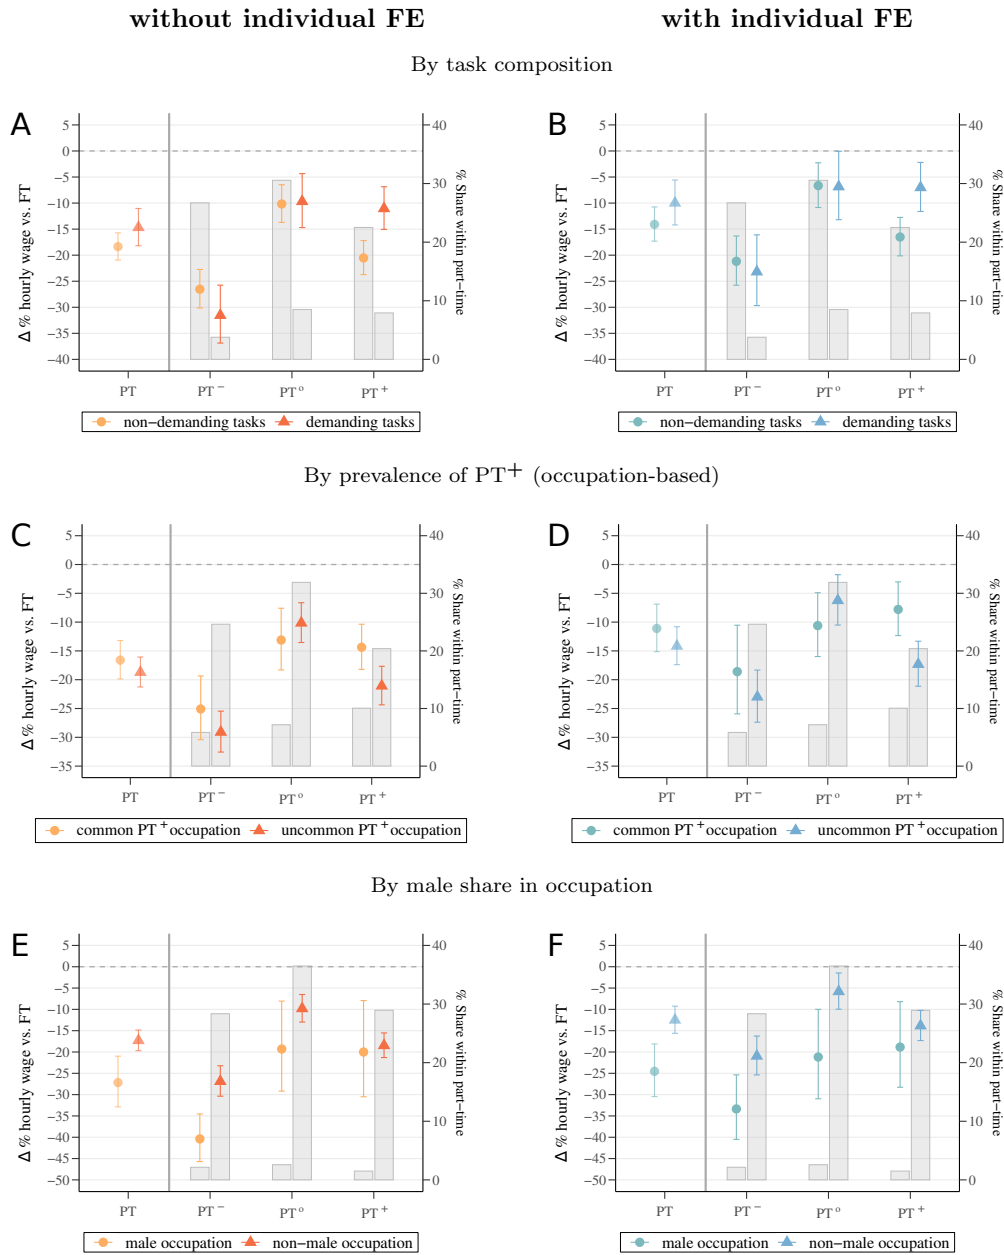 without individual FE with individual FE
By task composition
A
Δ % hourly wage vs. FT
5
0
−5
−10
−15
−20
−25
−30
−35
−40
40
30
20
10
0
% Share within part−time
PT PT − PT o PT +
non−demanding tasks demanding tasks
B
Δ % hourly wage vs. FT
5
0
−5
−10
−15
−20
−25
−30
−35
−40
40
30
20
10
0
% Share within part−time
PT PT − PT o PT +
non−demanding tasks demanding tasks
By prevalence of PT+ (occupation-based)
C
Δ % hourly wage vs. FT
5
0
−5
−10
−15
−20
−25
−30
−35
40
30
20
10
0
% Share within part−time
PT PT − PT o PT +
common PT + occupation uncommon PT + occupation
D
Δ % hourly wage vs. FT
5
0
−5
−10
−15
−20
−25
−30
−35
40
30
20
10
0
% Share within part−time
PT PT − PT o PT +
common PT + occupation uncommon PT + occupation
By male share in occupation
E
Δ % hourly wage vs. FT
5
0
−5
−10
−15
−20
−25
−30
−35
−40
−45
−50
40
30
20
10
0
% Share within part−time
PT PT − PT o PT +
male occupation non−male occupation
F
Δ % hourly wage vs. FT
5
0
−5
−10
−15
−20
−25
−30
−35
−40
−45
−50
40
30
20
10
0
% Share within part−time
PT PT − PT o PT +
male occupation non−male occupation